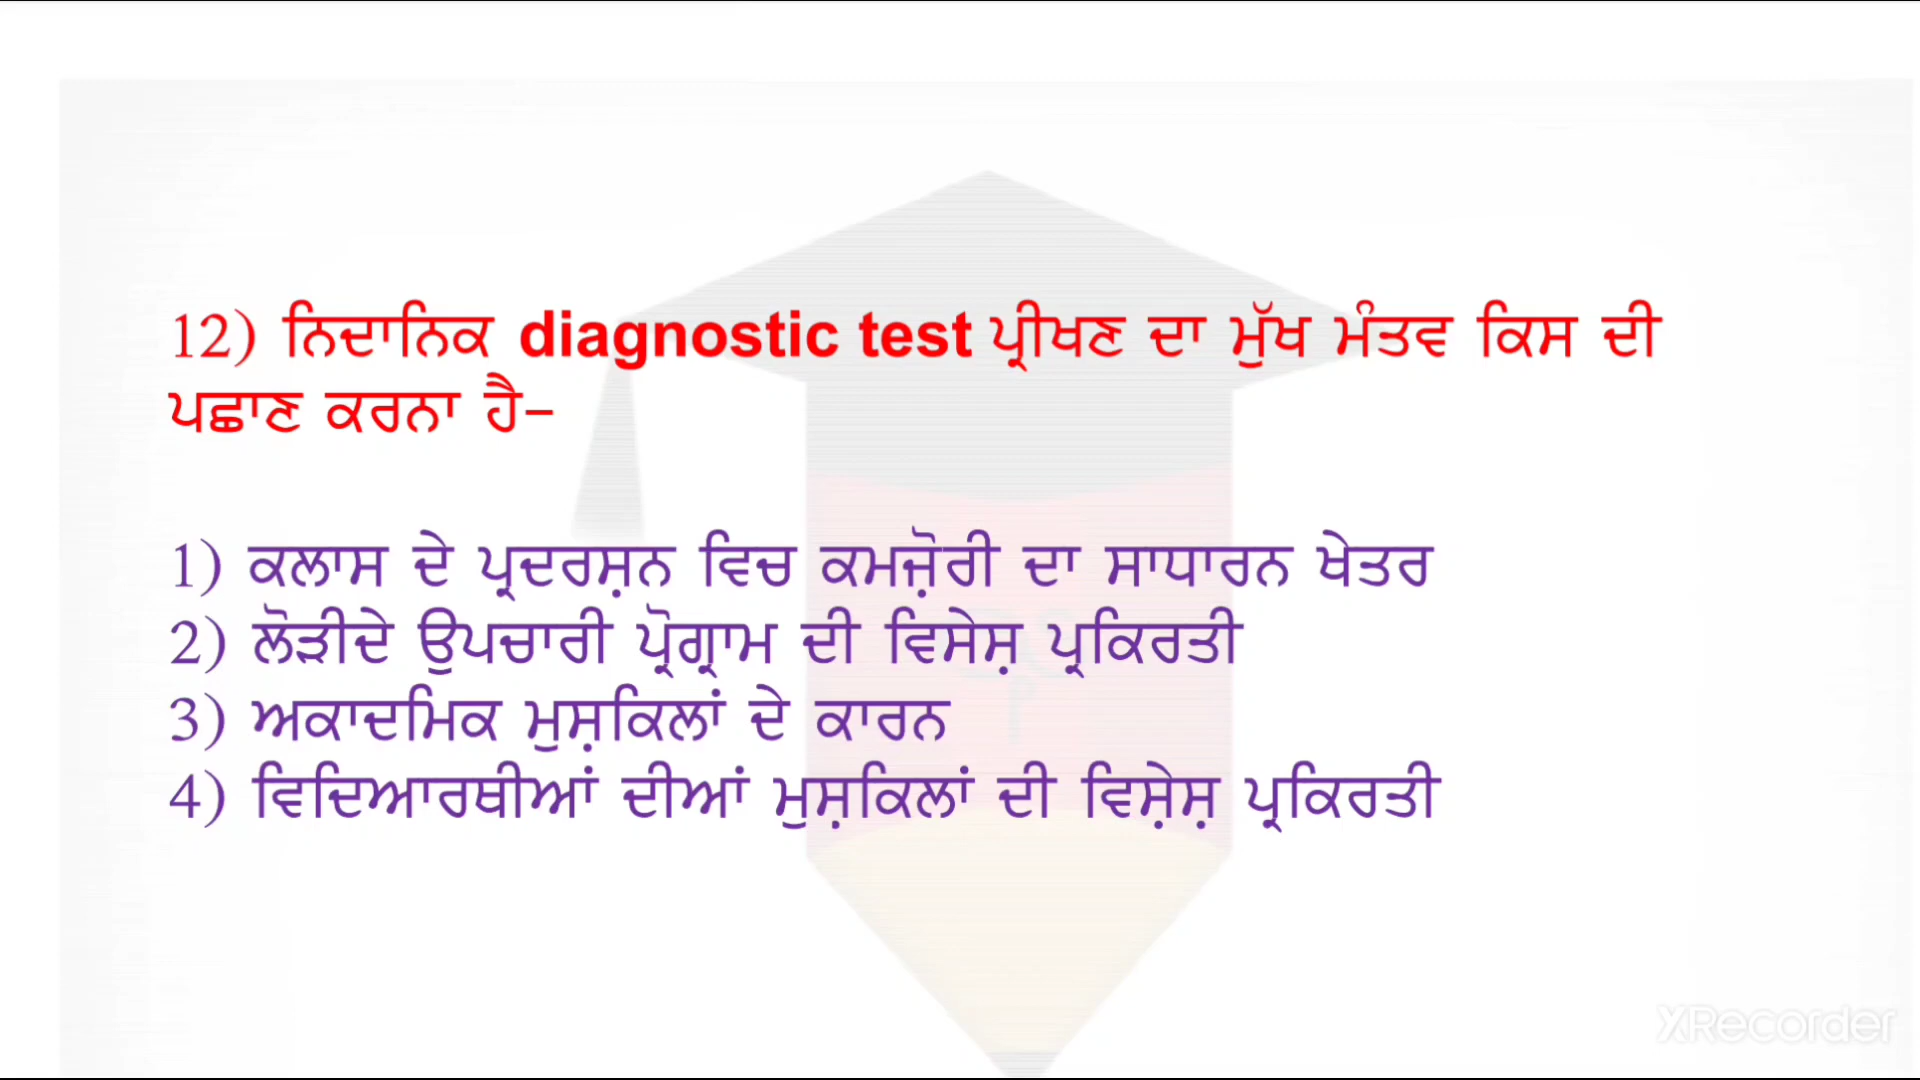 12) ਨਿਦਾਨਿਕ diagnostic test ਪ੍ਰੀਖਣ ਦਾ ਮੁੱਖ ਮੰਤਵ ਕਿਸ ਦੀ
ਪਛਾਣ ਕਰਨਾ ਹੈ–
1) ਕਲਾਸ ਦੇ ਪ੍ਰਦਰਸ਼ਨ ਵਿਚ ਕਮਜ਼ੋਰੀ ਦਾ ਸਾਧਾਰਨ ਖੇਤਰ
2) ਲੋੜੀਦੇ ਉਪਚਾਰੀ ਪ੍ਰੋਗ੍ਰਾਮ ਦੀ ਵਿਸੇਸ਼ ਪ੍ਰਕਿਰਤੀ
3) ਅਕਾਦਮਿਕ ਮੁਸ਼ਕਿਲਾਂ ਦੇ ਕਾਰਨ
4) ਵਿਦਿਆਰਥੀਆਂ ਦੀਆਂ ਮੁਸ਼ਕਿਲਾਂ ਦੀ ਵਿਸ਼ੇਸ਼ ਪ੍ਰਕਿਰਤੀ
XRecorder